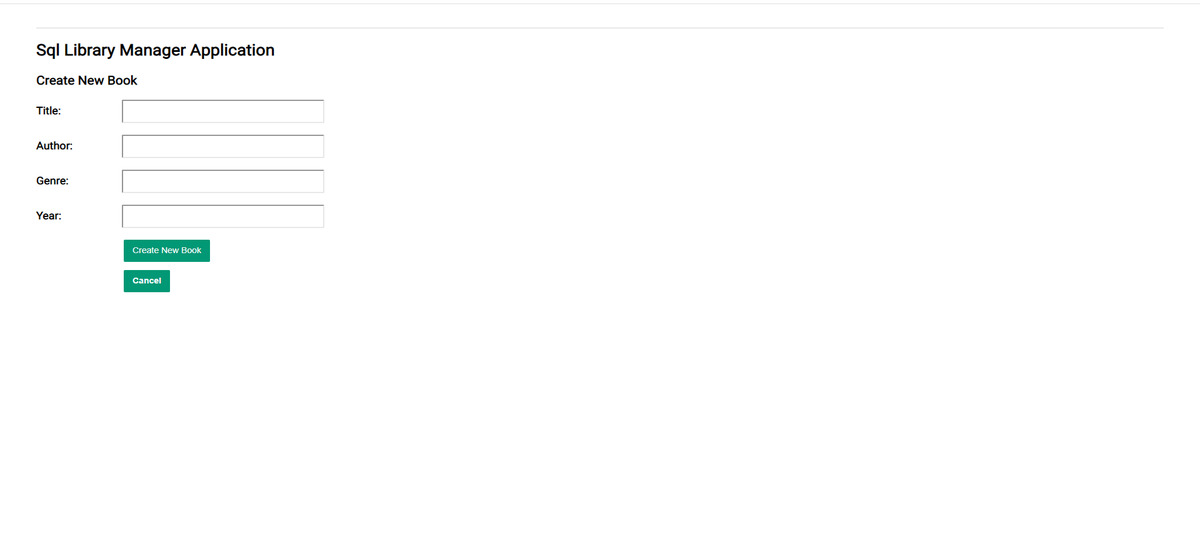 Sql Library Manager Application
Create New Book
Title:
Author:
Genre:
Year:
Create New Book
Cancel